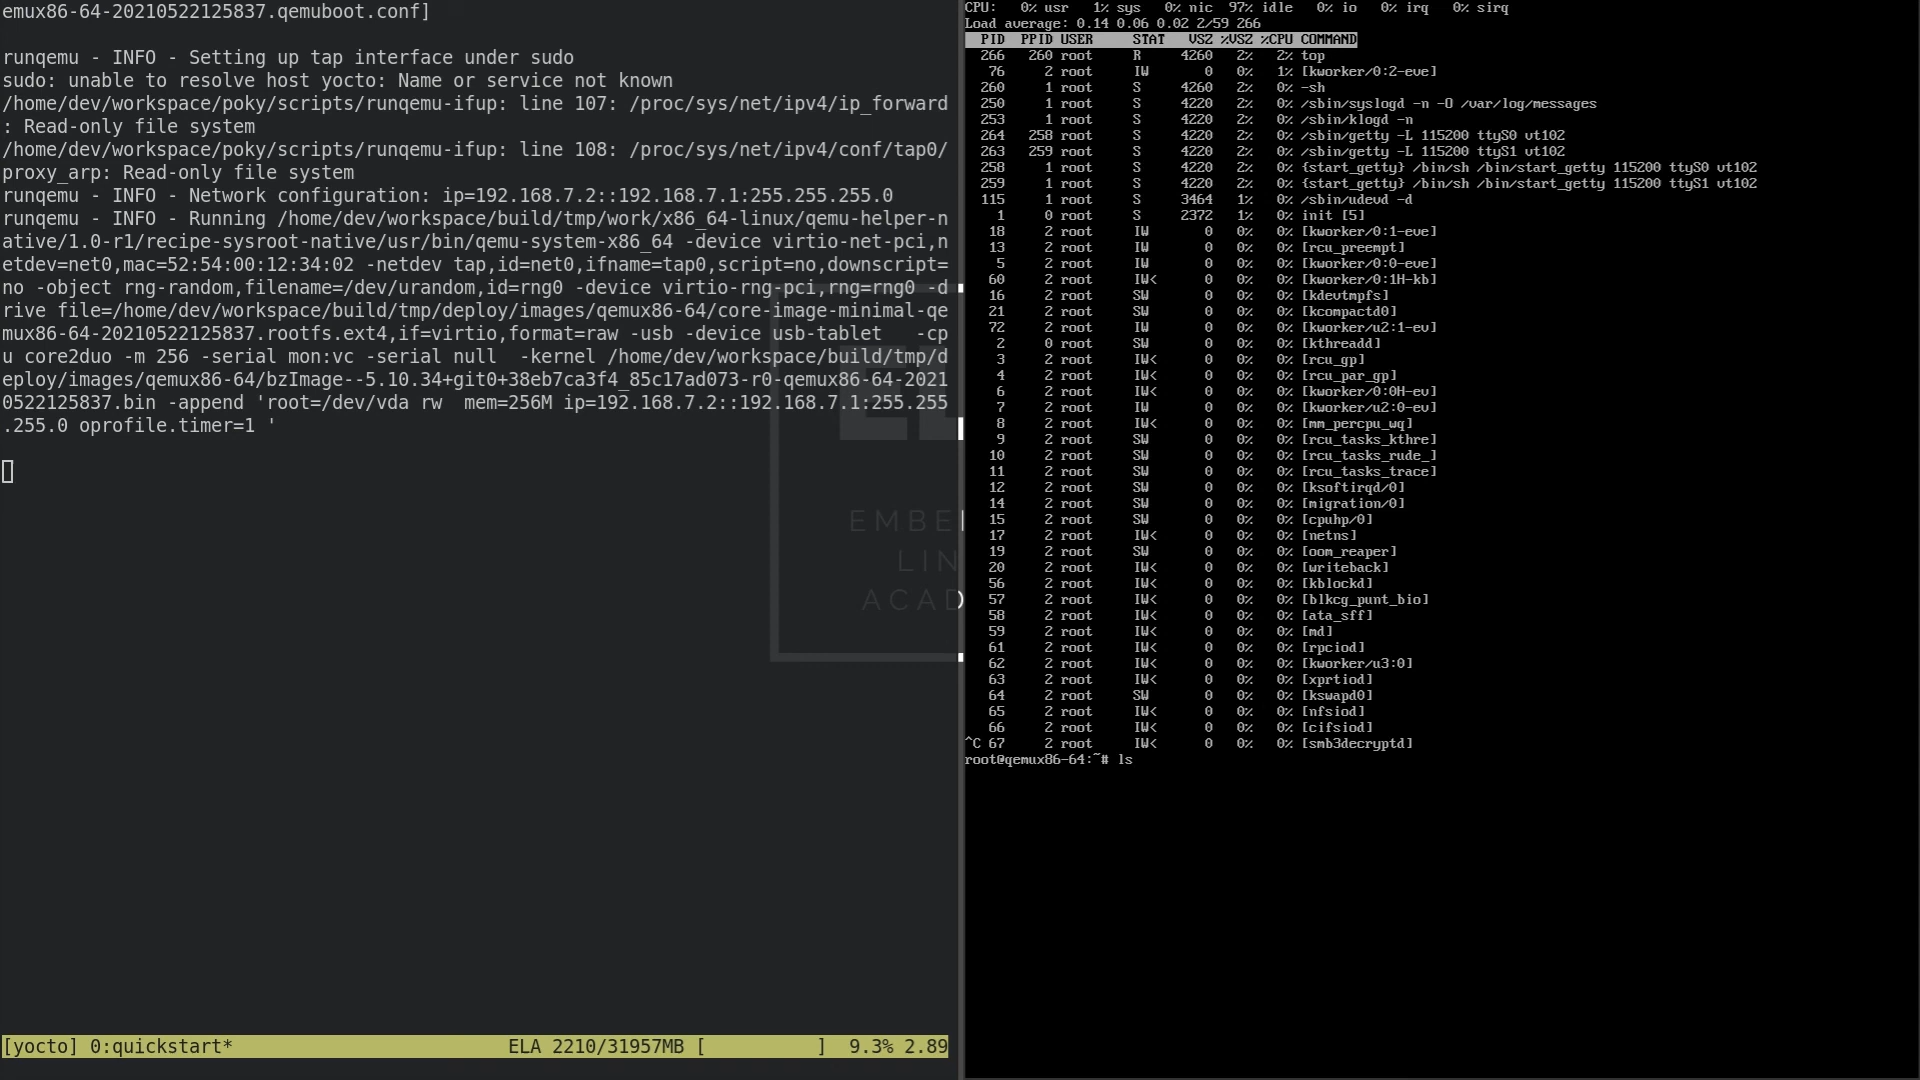 emux86-64-20210522125837.qemuboot.conf]
runqemu - INFO - Setting up tap interface under sudo
sudo: unable to resolve host yocto: Name or service not known
/home/dev/workspace/poky/scripts/runqemu-ifup: line 107: /proc/sys/net/ipv4/ip_forward
: Read-only file system
/home/dev/workspace/poky/scripts/runqemu-ifup: line 108: /proc/sys/net/ipv4/conf/tap0/
proxy_arp: Read-only file system
runqemu - INFO - Network configuration: ip=192.168.7.2::192.168.7.1:255.255.255.0
runqemu - INFO - Running /home/dev/workspace/build/tmp/work/x86_64-linux/qemu-helper-n
ative/1.0-r1/recipe-sysroot-native/usr/bin/qemu-system-x86_64 -device virtio-net-pci,n
etdev=net0,mac=52:54:00:12:34:02 -netdev tap,id=net0,ifname=tap0,script=no,downscript=
no -object rng-random,filename=/dev/urandom,id=rng0 -device virtio-rng-pci,rng=rng0 -d
rive file=/home/dev/workspace/build/tmp/deploy/images/qemux86-64/core-image-minimal-qe
mux86-64-20210522125837.rootfs.ext4,if=virtio,format=raw -usb -device usb-tablet   -cp
u core2duo -m 256 -serial mon:vc -serial null  -kernel /home/dev/workspace/build/tmp/d
eploy/images/qemux86-64/bzImage--5.10.34+git0+38eb7ca3f4_85c17ad073-r0-qemux86-64-2021
0522125837.bin -append 'root=/dev/vda rw  mem=256M ip=192.168.7.2::192.168.7.1:255.255
.255.0 oprofile.timer=1 '
EL
EMBE
LIN
ACAD
[yocto] 0:quickstart* ELA 2210/31957MB [ ] 9.3% 2.89
CPU:   0% usr   1% sys   0% nic  97% idle   0% io   0% irq   0% sirq
Load average: 0.14 0.06 0.02 2/59 266
PID PPID USER STAT VSZ %VSZ %CPU COMMAND
266 260 root R 4260 2% 2% top
76 2 root IW 0 0% 1% [kworker/0:2-eve]
260 1 root S 4260 2% 0% -sh
250 1 root S 4220 2% 0% /sbin/syslogd -n -O /var/log/messages
253 1 root S 4220 2% 0% /sbin/klogd -n
264 258 root S 4220 2% 0% /sbin/getty -L 115200 ttyS0 vt102
263 259 root S 4220 2% 0% /sbin/getty -L 115200 ttyS1 vt102
258 1 root S 4220 2% 0% {start_getty} /bin/sh /bin/start_getty 115200 ttyS0 vt102
259 1 root S 4220 2% 0% {start_getty} /bin/sh /bin/start_getty 115200 ttyS1 vt102
115 1 root S 3464 1% 0% /sbin/udevd -d
1 0 root S 2372 1% 0% init [5]
18 2 root IW 0 0% 0% [kworker/0:1-eve]
13 2 root IW 0 0% 0% [rcu_preempt]
5 2 root IW 0 0% 0% [kworker/0:0-eve]
60 2 root IW< 0 0% 0% [kworker/0:1H-kb]
16 2 root SW 0 0% 0% [kdevtmpfs]
21 2 root SW 0 0% 0% [kcompactd0]
72 2 root IW 0 0% 0% [kworker/u2:1-ev]
2 0 root SW 0 0% 0% [kthreadd]
3 2 root IW< 0 0% 0% [rcu_gp]
4 2 root IW< 0 0% 0% [rcu_par_gp]
6 2 root IW< 0 0% 0% [kworker/0:0H-ev]
7 2 root IW 0 0% 0% [kworker/u2:0-ev]
8 2 root IW< 0 0% 0% [mm_percpu_wq]
9 2 root SW 0 0% 0% [rcu_tasks_kthre]
10 2 root SW 0 0% 0% [rcu_tasks_rude_]
11 2 root SW 0 0% 0% [rcu_tasks_trace]
12 2 root SW 0 0% 0% [ksoftirqd/0]
14 2 root SW 0 0% 0% [migration/0]
15 2 root SW 0 0% 0% [cpuhp/0]
17 2 root IW< 0 0% 0% [netns]
19 2 root SW 0 0% 0% [oom_reaper]
20 2 root IW< 0 0% 0% [writeback]
56 2 root IW< 0 0% 0% [kblockd]
57 2 root IW< 0 0% 0% [blkcg_punt_bio]
58 2 root IW< 0 0% 0% [ata_sff]
59 2 root IW< 0 0% 0% [md]
61 2 root IW< 0 0% 0% [rpciod]
62 2 root IW< 0 0% 0% [kworker/u3:0]
63 2 root IW< 0 0% 0% [xprtiod]
64 2 root SW 0 0% 0% [kswapd0]
65 2 root IW< 0 0% 0% [nfsiod]
66 2 root IW< 0 0% 0% [cifsiod]
^C 67 2 root IW< 0 0% 0% [smb3decryptd]
root@qemux86-64:~# ls